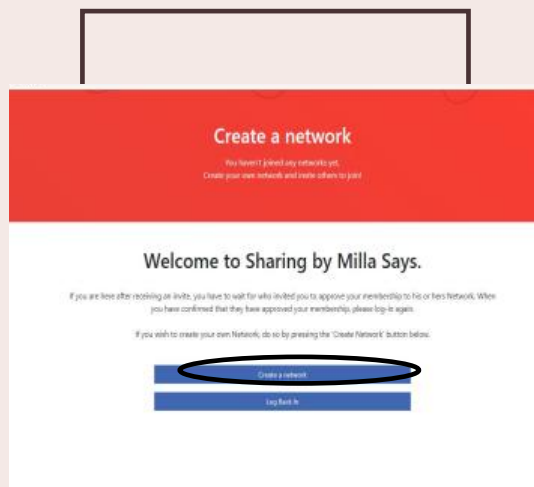 Create a network
You haven't joined any networks yet.
Create your own network and invite others to join!
Welcome to Sharing by Milla Says.
If you are here after receiving an invite, you have to wait for who invited you to approve your membership to his or hers Network. When
you have confirmed that they have approved your membership, please log-in again.
If you wish to create your own Network, do so by pressing the 'Create Network' button below.
Create a network
Log Back In